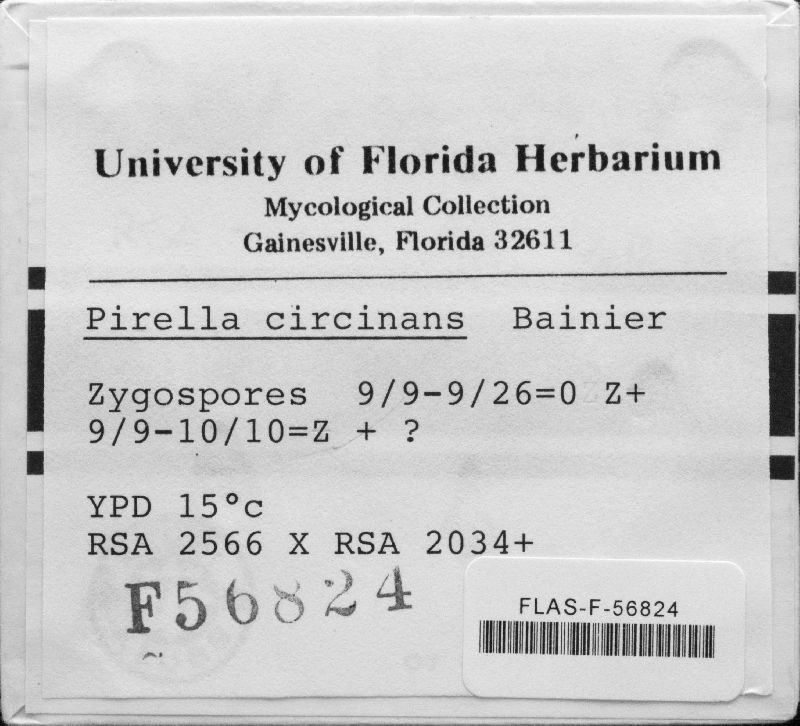 University of Florida Herbarium
Mycological Collection
Gainesville, Florida 32611
Pirella circinans Bainier
Zygospores 9/9-9/26=0 Z+
9/9-10/10=Z + ?
YPD 15°c
RSA 2566 X RSA 2034+
F56824
FLAS-F-56824